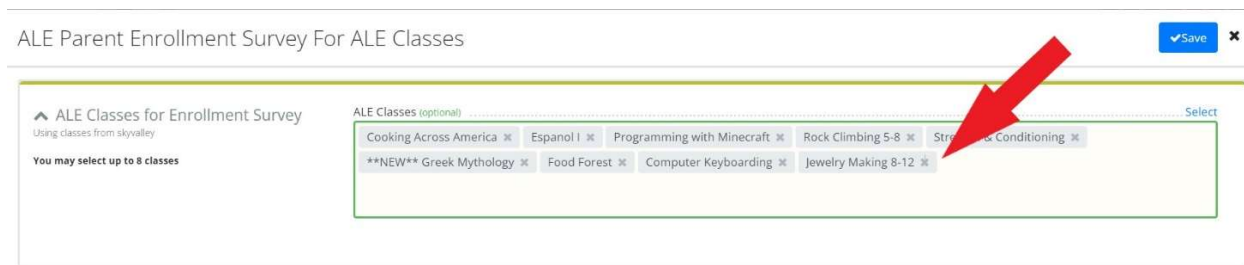 ALE Parent Enrollment Survey For ALE Classes
Save
ALE Classes for Enrollment Survey
Using classes from skyvalley
You may select up to 8 classes
ALE Classes (optional)
Select
Cooking Across America Espanol I Programming with Minecraft Rock Climbing 5-8 & Conditioning
**NEW** Greek Mythology Food Forest Computer Keyboarding Jewelry Making 8-12